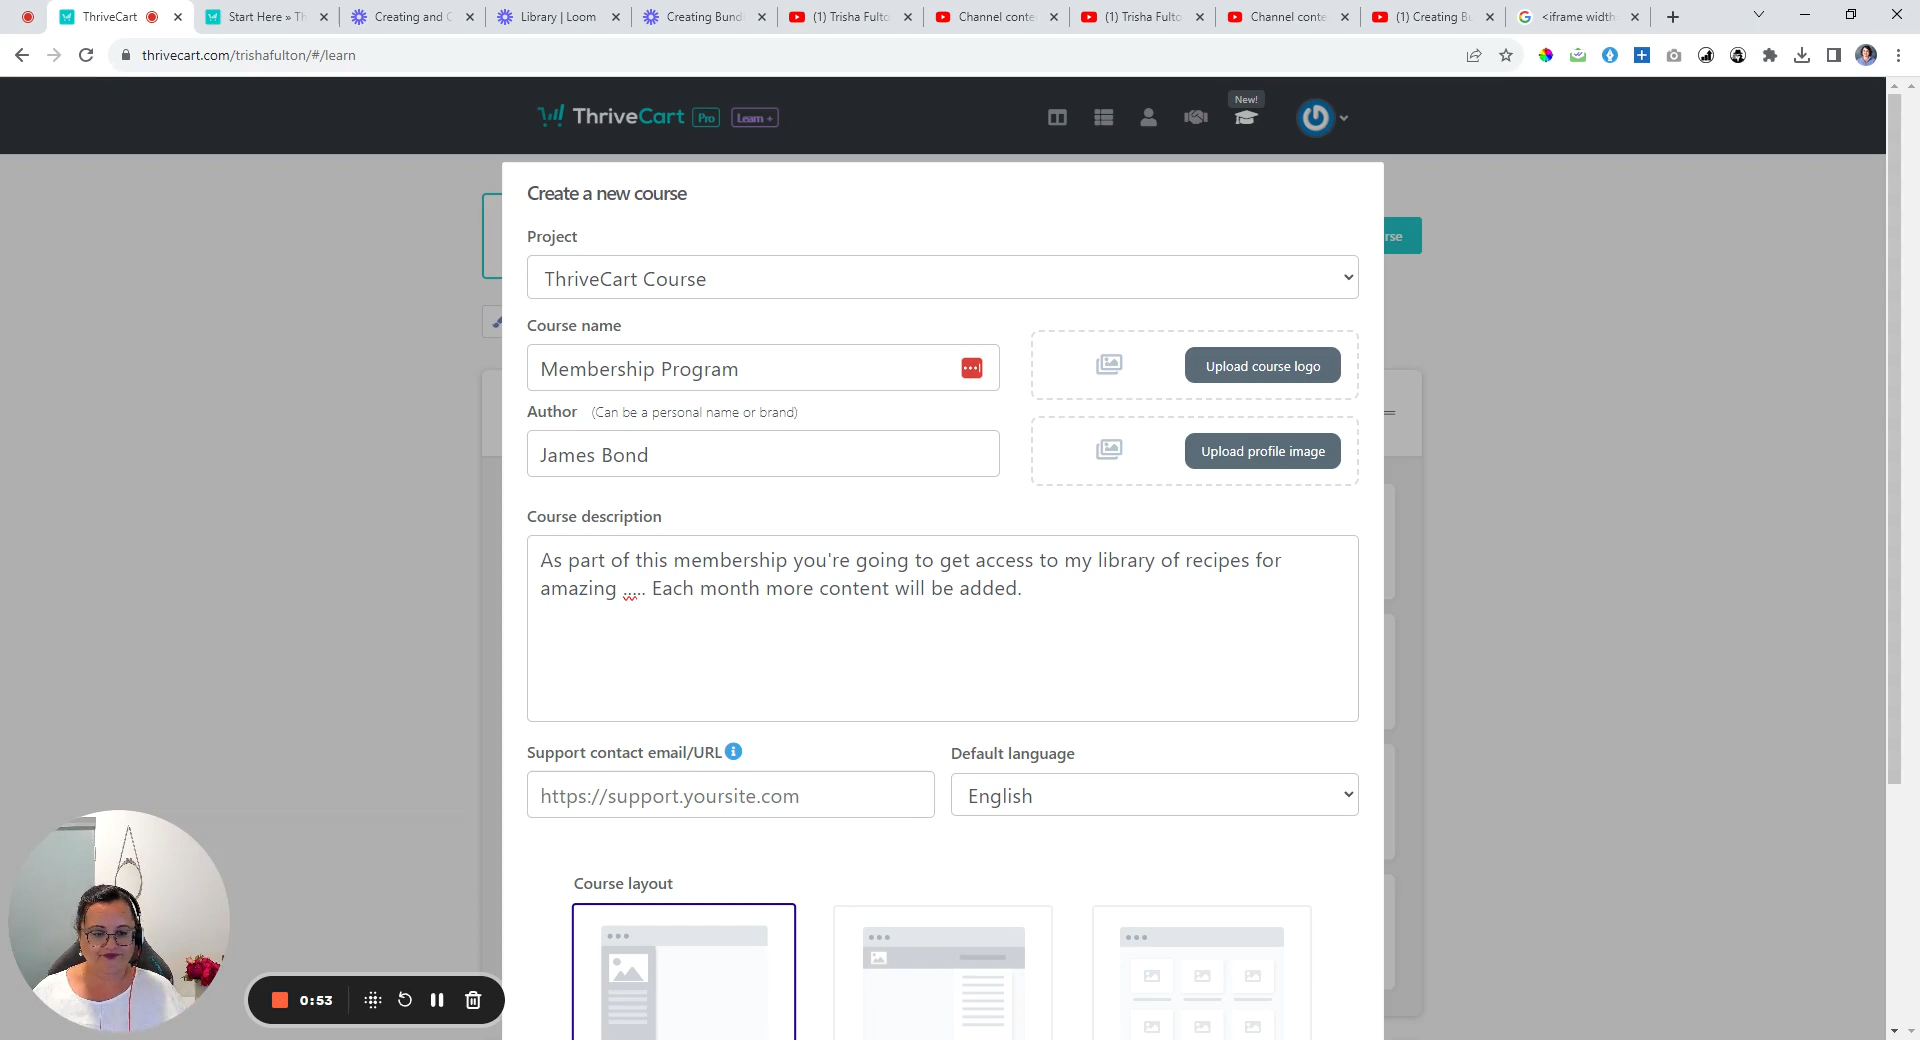 ThriveCart
Start Here » Th
Creating and C
Library | Loom
Creating Bund
(1) Trisha Fulto
Channel conte
(1) Trisha Fulto
Channel conte
(1) Creating Bu
<iframe width
thrivecart.com/trishafulton/#/learn
ThriveCart Pro Learn +
New!
Create a new course
rse
Project
ThriveCart Course
Course name
Membership Program
Upload course logo
Author (Can be a personal name or brand)
James Bond
Upload profile image
Course description
As part of this membership you're going to get access to my library of recipes for
amazing ..... Each month more content will be added.
Support contact email/URL
Default language
https://support.yoursite.com
English
Course layout
0:53